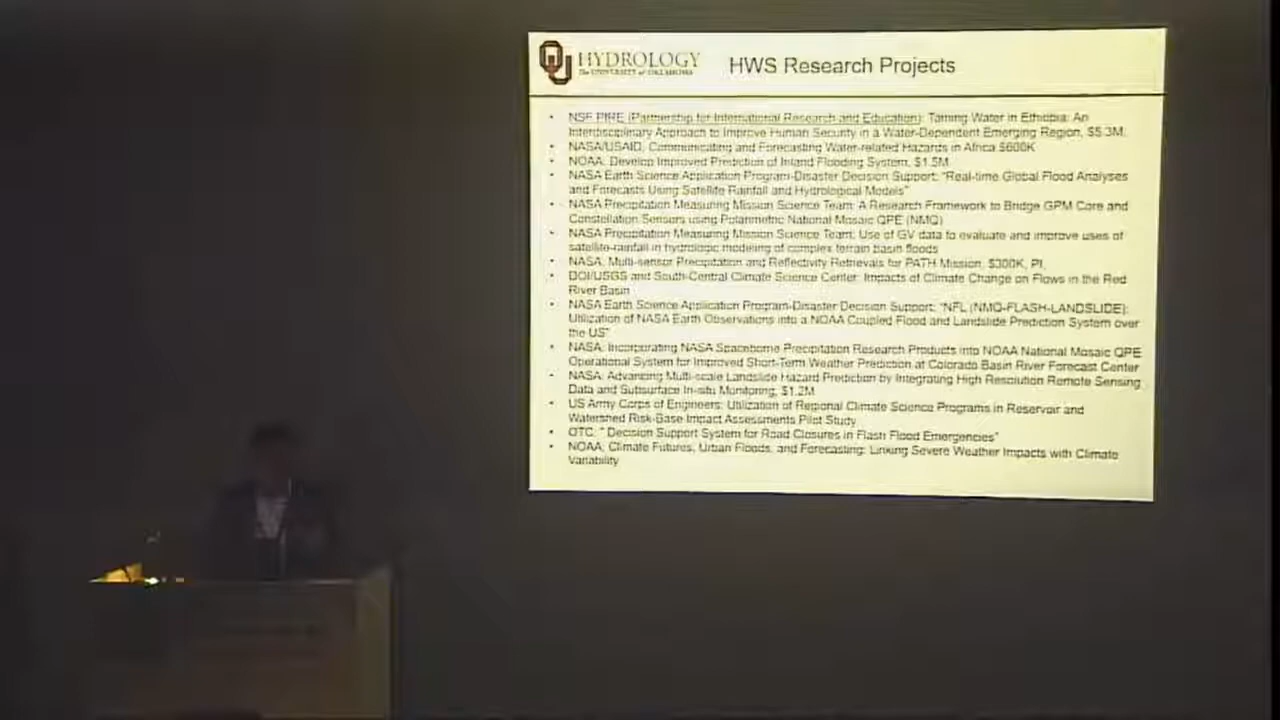 OU HYDROLOGY
The UNIVERSITY of OKLAHOMA
HWS Research Projects
• NSF PIRE (Partnership for International Research and Education): Taming Water in Ethiopia: An
Interdisciplinary Approach to Improve Human Security in a Water-Dependent Emerging Region, $5.3M,
• NASA/USAID, Communicating and Forecasting Water-related Hazards in Africa $600K
• NOAA: Develop Improved Prediction of Inland Flooding System, $1.5M
• NASA Earth Science Application Program-Disaster Decision Support: "Real-time Global Flood Analyses
and Forecasts Using Satellite Rainfall and Hydrological Models"
• NASA Precipitation Measuring Mission Science Team: A Research Framework to Bridge GPM Core and
Constellation Sensors using Polarimetric National Mosaic QPE (NMQ)
• NASA Precipitation Measuring Mission Science Team: Use of GV data to evaluate and improve uses of
satellite-rainfall in hydrologic modeling of complex terrain basin floods
• NASA: Multi-sensor Precipitation and Reflectivity Retrievals for PATH Mission, $300K, PI,
• DOI/USGS and South-Central Climate Science Center: Impacts of Climate Change on Flows in the Red
River Basin
• NASA Earth Science Application Program-Disaster Decision Support: "NFL (NMQ-FLASH-LANDSLIDE):
Utilization of NASA Earth Observations into a NOAA Coupled Flood and Landslide Prediction System over
the US"
• NASA: Incorporating NASA Spaceborne Precipitation Research Products into NOAA National Mosaic QPE
Operational System for Improved Short-Term Weather Prediction at Colorado Basin River Forecast Center
• NASA: Advancing Multi-scale Landslide Hazard Prediction by Integrating High Resolution Remote Sensing
Data and Subsurface In-situ Monitoring, $1.2M
• US Army Corps of Engineers: Utilization of Regional Climate Science Programs in Reservoir and
Watershed Risk-Base Impact Assessments Pilot Study
• OTC: " Decision Support System for Road Closures in Flash Flood Emergencies"
• NOAA: Climate Futures, Urban Floods, and Forecasting: Linking Severe Weather Impacts with Climate
Variability